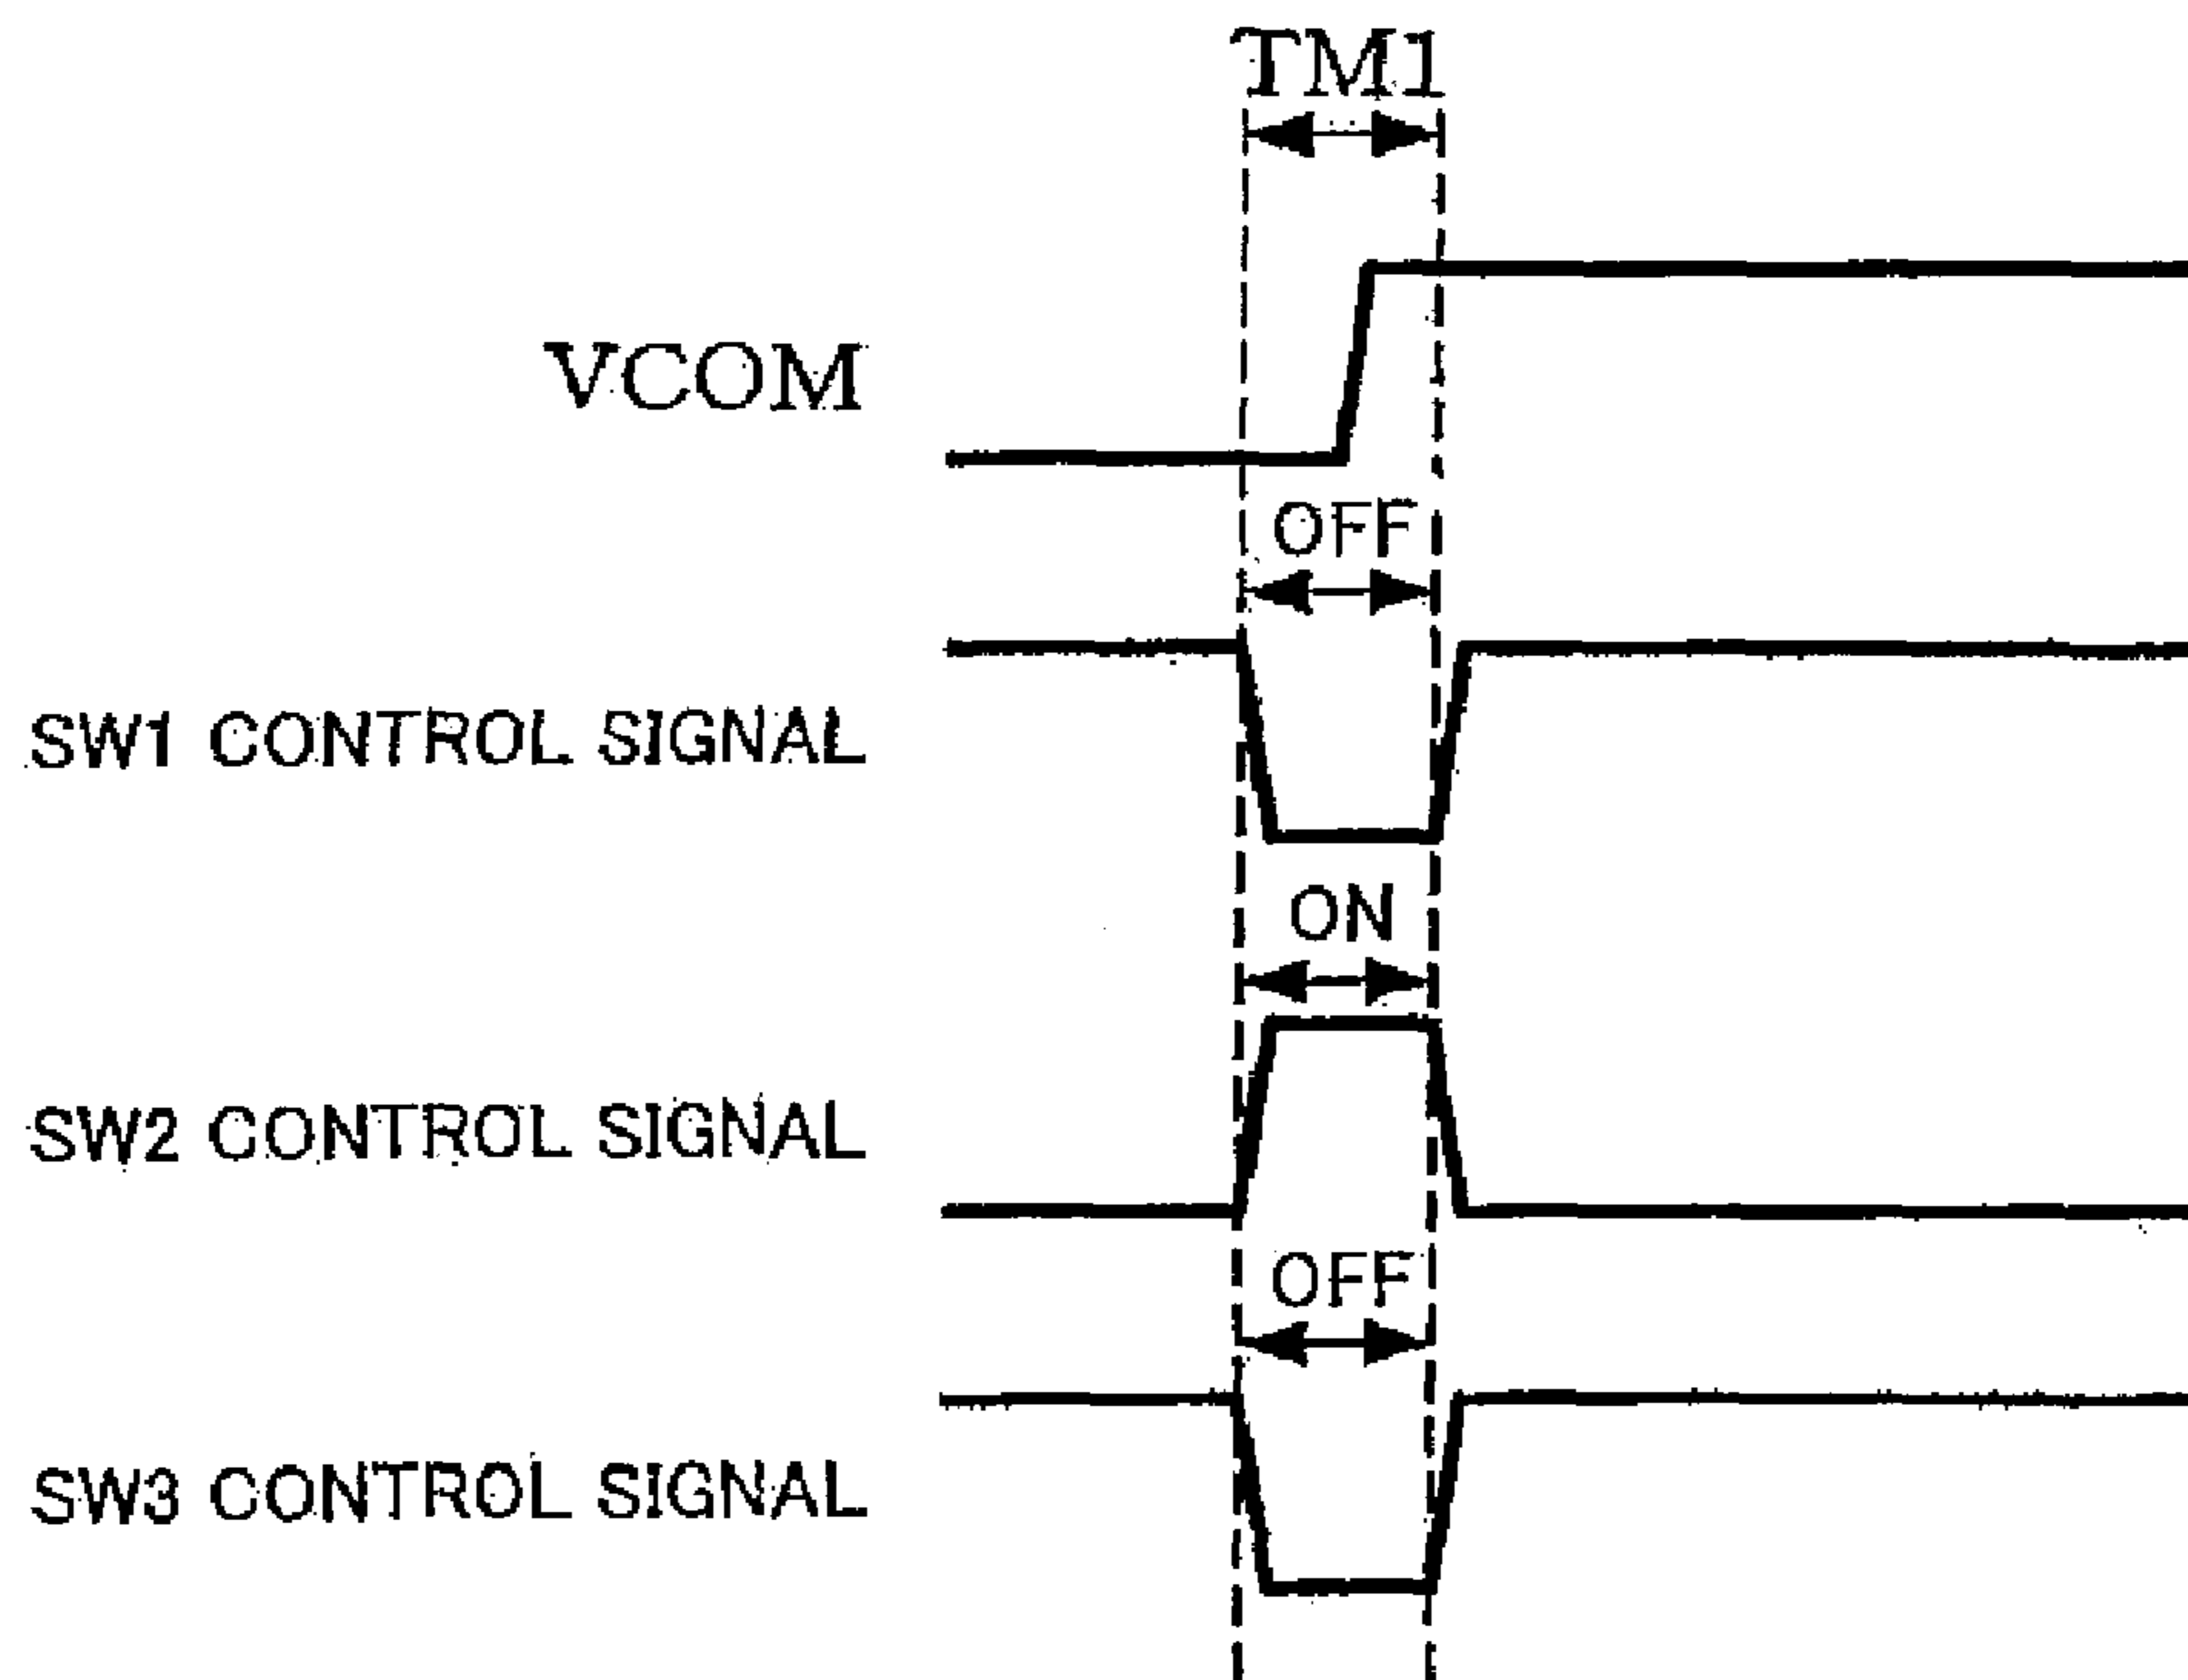 TM1
VCOM
OFF
SW1 CONTROL SIGNAL
ON
SW2 CONTROL SIGNAL
OFF
SW3 CONTROL SIGNAL